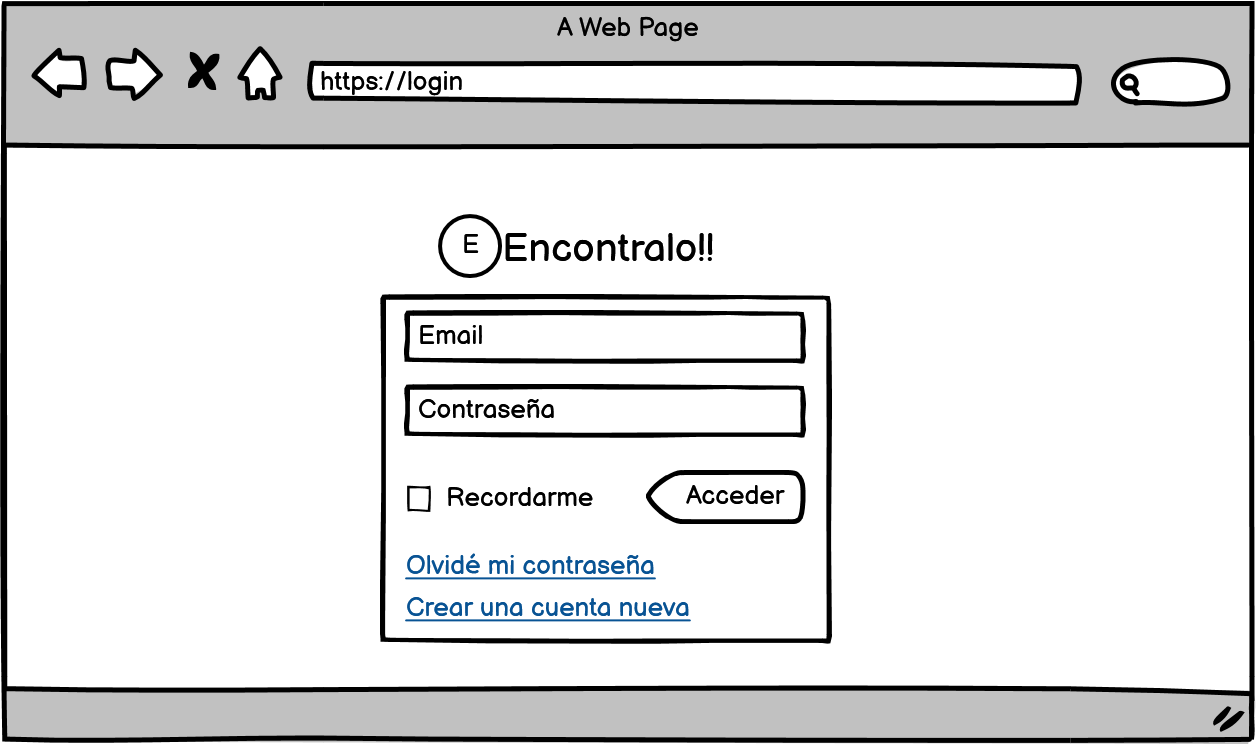 A Web Page
https://login
E Encontralo!!
Email
Contraseña
Recordarme Acceder
Olvidé mi contraseña
Crear una cuenta nueva